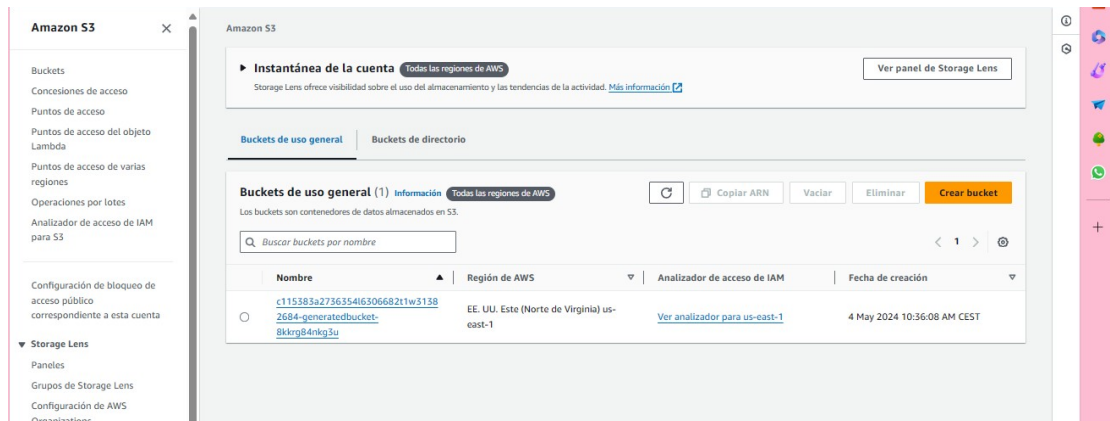 Amazon S3
Buckets
Concesiones de acceso
Puntos de acceso
Puntos de acceso del objeto
Lambda
Puntos de acceso de varias
regiones
Operaciones por lotes
Analizador de acceso de IAM
para S3
Configuración de bloqueo de
acceso público
correspondiente a esta cuenta
Storage Lens
Paneles
Grupos de Storage Lens
Configuración de AWS
Organizations
Amazon S3
Instantánea de la cuenta Todas las regiones de AWS
Ver panel de Storage Lens
Storage Lens ofrece visibilidad sobre el uso del almacenamiento y las tendencias de la actividad. Más información
Buckets de uso general Buckets de directorio
Buckets de uso general (1) Información Todas las regiones de AWS
Copiar ARN Vaciar Eliminar Crear bucket
Los buckets son contenedores de datos almacenados en S3.
Buscar buckets por nombre
1
Nombre Región de AWS Analizador de acceso de IAM Fecha de creación
c115383a2736354l6306682t1w3138
2684-generatedbucket-
8kkrg84nkg3u
EE. UU. Este (Norte de Virginia) us-
east-1
Ver analizador para us-east-1
4 May 2024 10:36:08 AM CEST